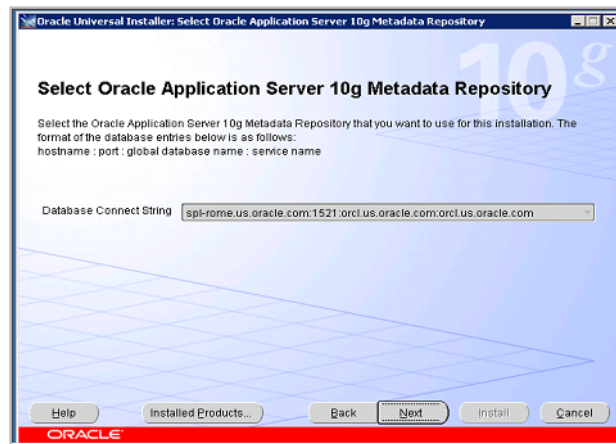 Oracle Universal Installer: Select Oracle Application Server 10g Metadata Repository
10g
Select Oracle Application Server 10g Metadata Repository
Select the Oracle Application Server 10g Metadata Repository that you want to use for this installation. The
format of the database entries below is as follows:
hostname : port : global database name : service name
Database Connect String spl-rome.us.oracle.com:1521:orcl.us.oracle.com:orcl.us.oracle.com
Help Installed Products... Back Next Install Cancel
ORACLE